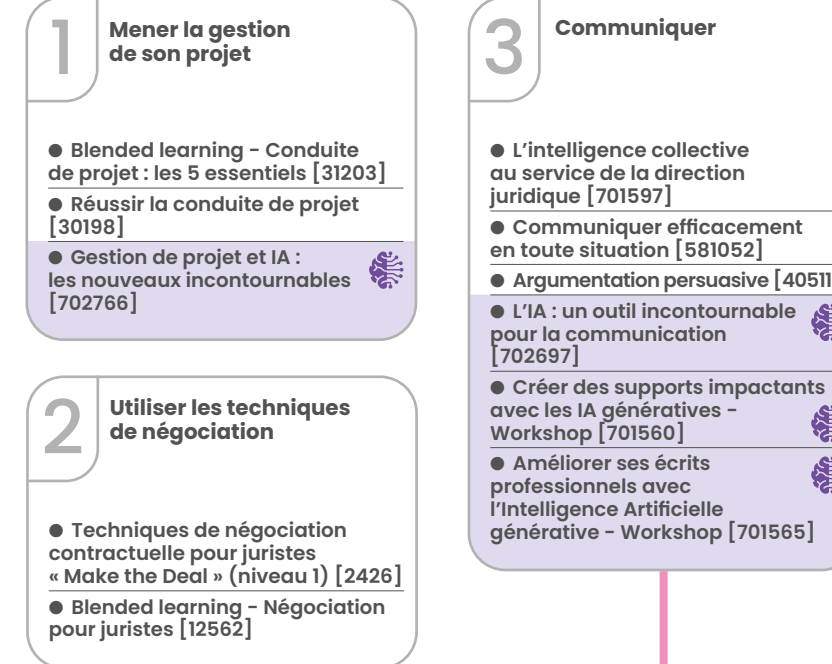 1
Mener la gestion
de son projet
● Blended learning - Conduite
de projet : les 5 essentiels [31203]
● Réussir la conduite de projet
[30198]
● Gestion de projet et IA :
les nouveaux incontournables
[702766]
2
Utiliser les techniques
de négociation
● Techniques de négociation
contractuelle pour juristes
« Make the Deal » (niveau 1) [2426]
● Blended learning - Négociation
pour juristes [12562]
3
Communiquer
● L’intelligence collective
au service de la direction
juridique [701597]
● Communiquer efficacement
en toute situation [581052]
● Argumentation persuasive [40511
● L’IA : un outil incontournable
pour la communication
[702697]
● Créer des supports impactants
avec les IA génératives -
Workshop [701560]
● Améliorer ses écrits
professionnels avec
l’Intelligence Artificielle
générative - Workshop [701565]